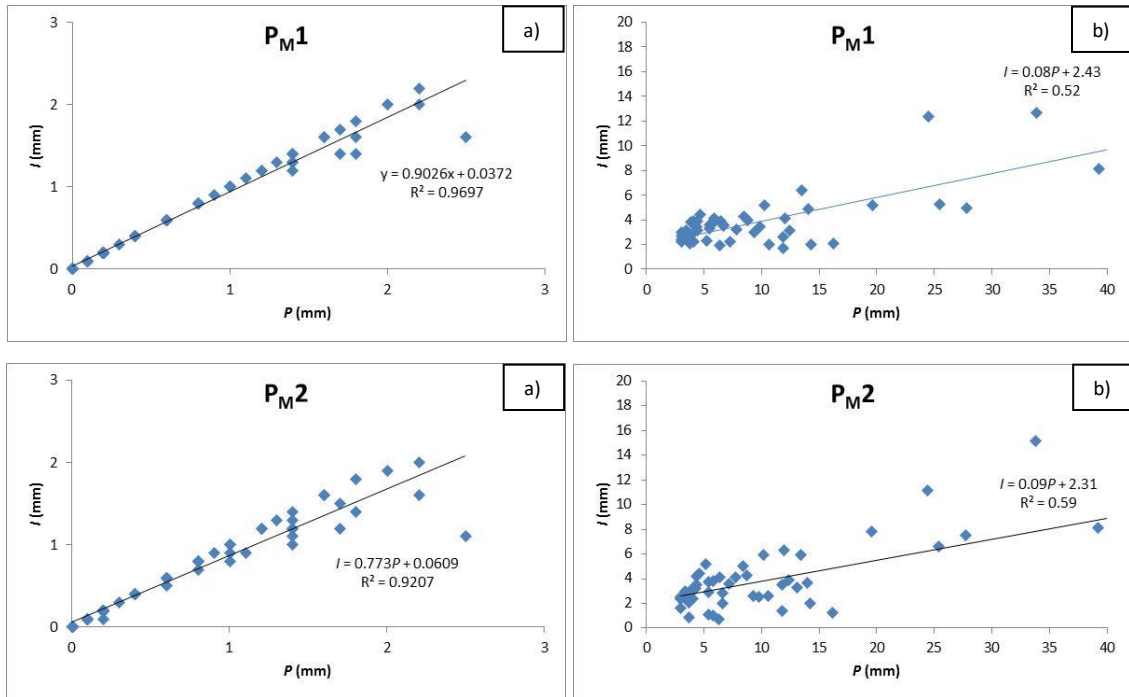 P_M1
a)
3
2
1
0
I (mm)
y = 0.9026x + 0.0372
R² = 0.9697
0 1 2 3
P (mm)
P_M1
b)
20
18
16
14
12
10
8
6
4
2
0
I (mm)
I = 0.08P + 2.43
R² = 0.52
0 5 10 15 20 25 30 35 40
P (mm)
P_M2
a)
3
2
1
0
I (mm)
I = 0.773P + 0.0609
R² = 0.9207
0 1 2 3
P (mm)
P_M2
b)
20
18
16
14
12
10
8
6
4
2
0
I (mm)
I = 0.09P + 2.31
R² = 0.59
0 5 10 15 20 25 30 35 40
P (mm)